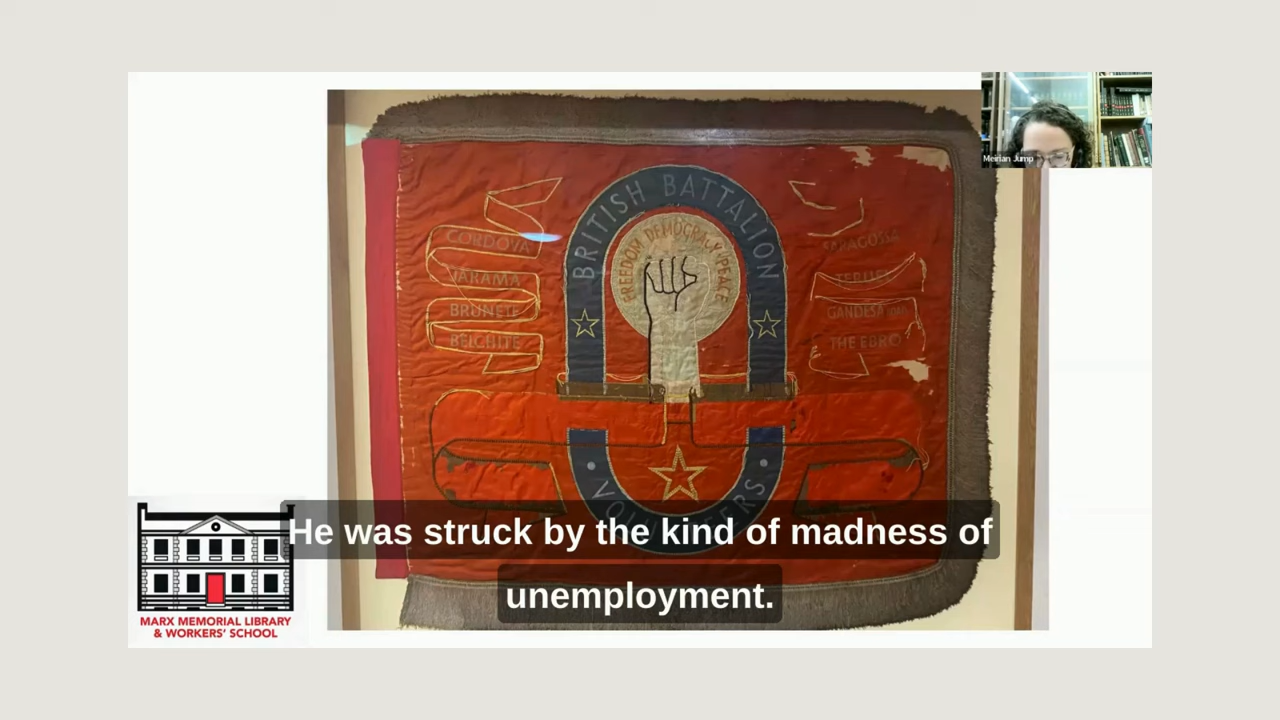 Meirian Jump
BRITISH BATTALION
FREEDOM DEMOCRACY PEACE
CORDOVA
JARAMA
BRUNETE
BELCHITE
SARAGOSSA
TERUEL
GANDESA
THE EBRO
VOLUNTEERS
He was struck by the kind of madness of
unemployment.
MARX MEMORIAL LIBRARY
& WORKERS' SCHOOL